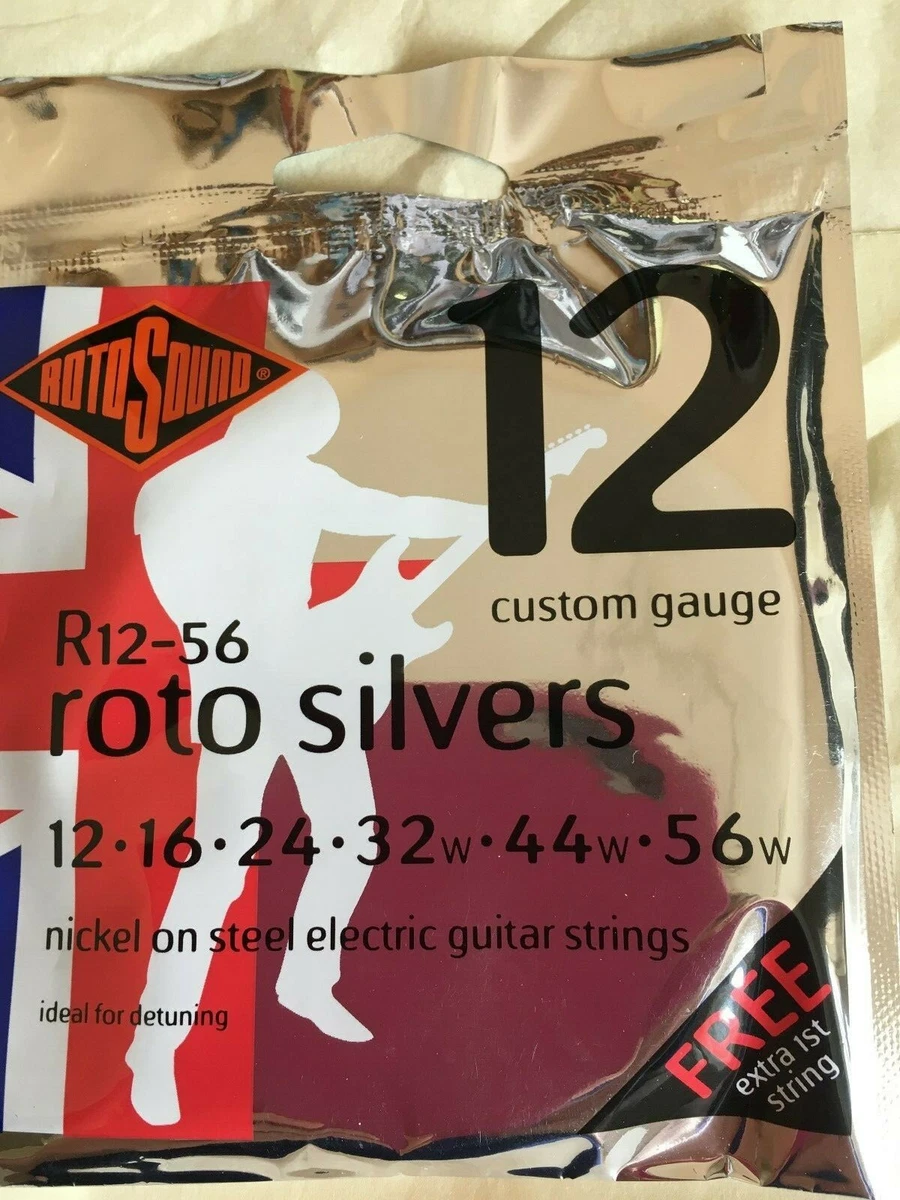 ROTOSOUND®
12
custom gauge
R12-56
roto silvers
12·16·24·32w·44w·56w
nickel on steel electric guitar strings
ideal for detuning
FREE
extra 1st
string